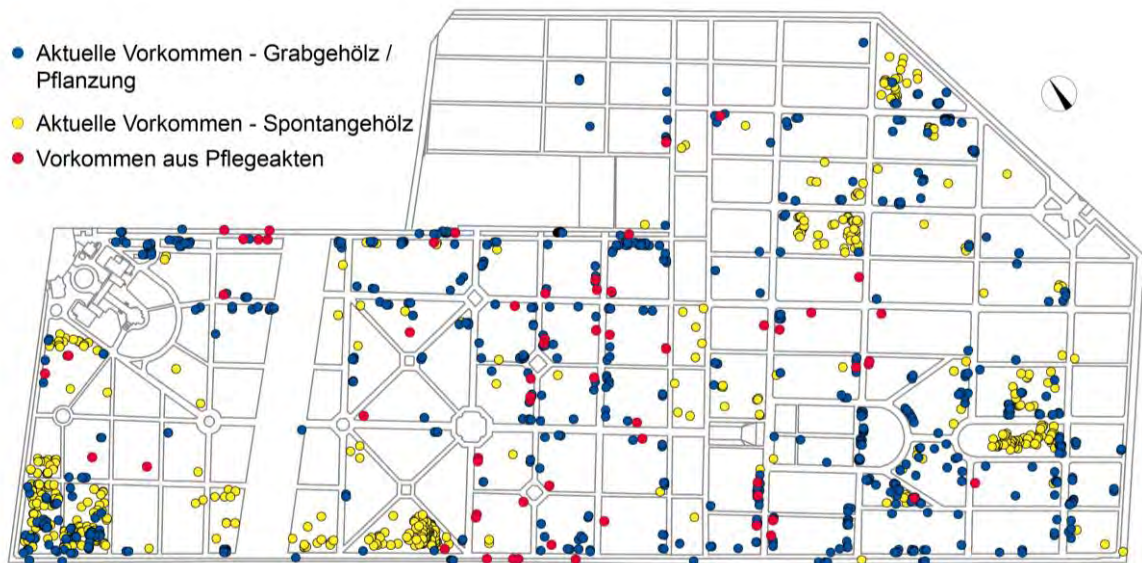 Aktuelle Vorkommen - Grabgehölz /
Pflanzung
Aktuelle Vorkommen - Spontangehölz
Vorkommen aus Pflegeakten